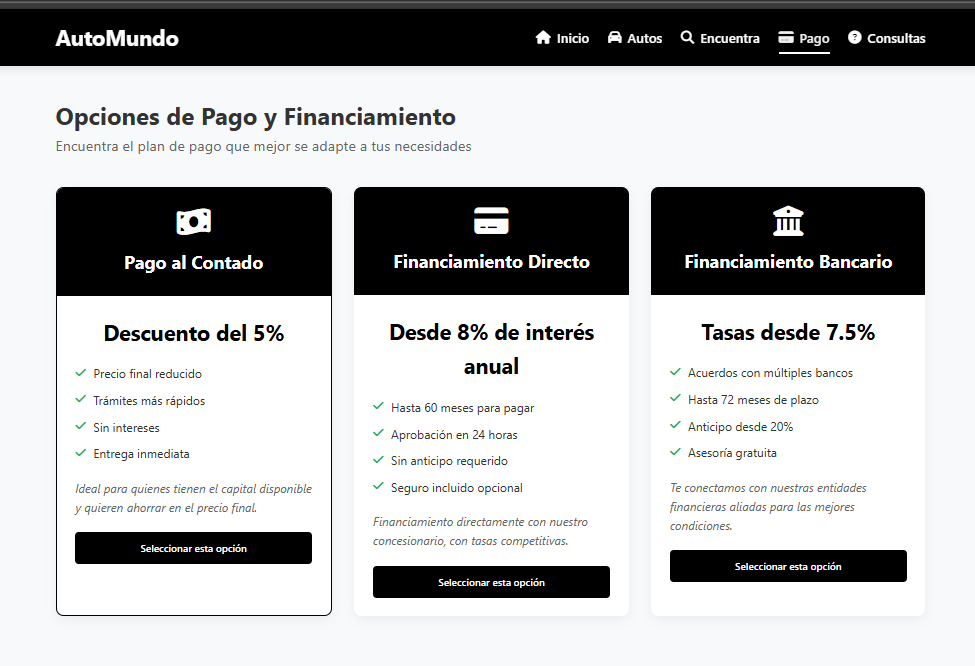 AutoMundo
Inicio
Autos
Encuentra
Pago
Consultas
Opciones de Pago y Financiamiento
Encuentra el plan de pago que mejor se adapte a tus necesidades
Pago al Contado
Descuento del 5%
Precio final reducido
Trámites más rápidos
Sin intereses
Entrega inmediata
Ideal para quienes tienen el capital disponible
y quieren ahorrar en el precio final.
Seleccionar esta opción
Financiamiento Directo
Desde 8% de interés
anual
Hasta 60 meses para pagar
Aprobación en 24 horas
Sin anticipo requerido
Seguro incluido opcional
Financiamiento directamente con nuestro
concesionario, con tasas competitivas.
Seleccionar esta opción
Financiamiento Bancario
Tasas desde 7.5%
Acuerdos con múltiples bancos
Hasta 72 meses de plazo
Anticipo desde 20%
Asesoría gratuita
Te conectamos con nuestras entidades
financieras aliadas para las mejores
condiciones.
Seleccionar esta opción